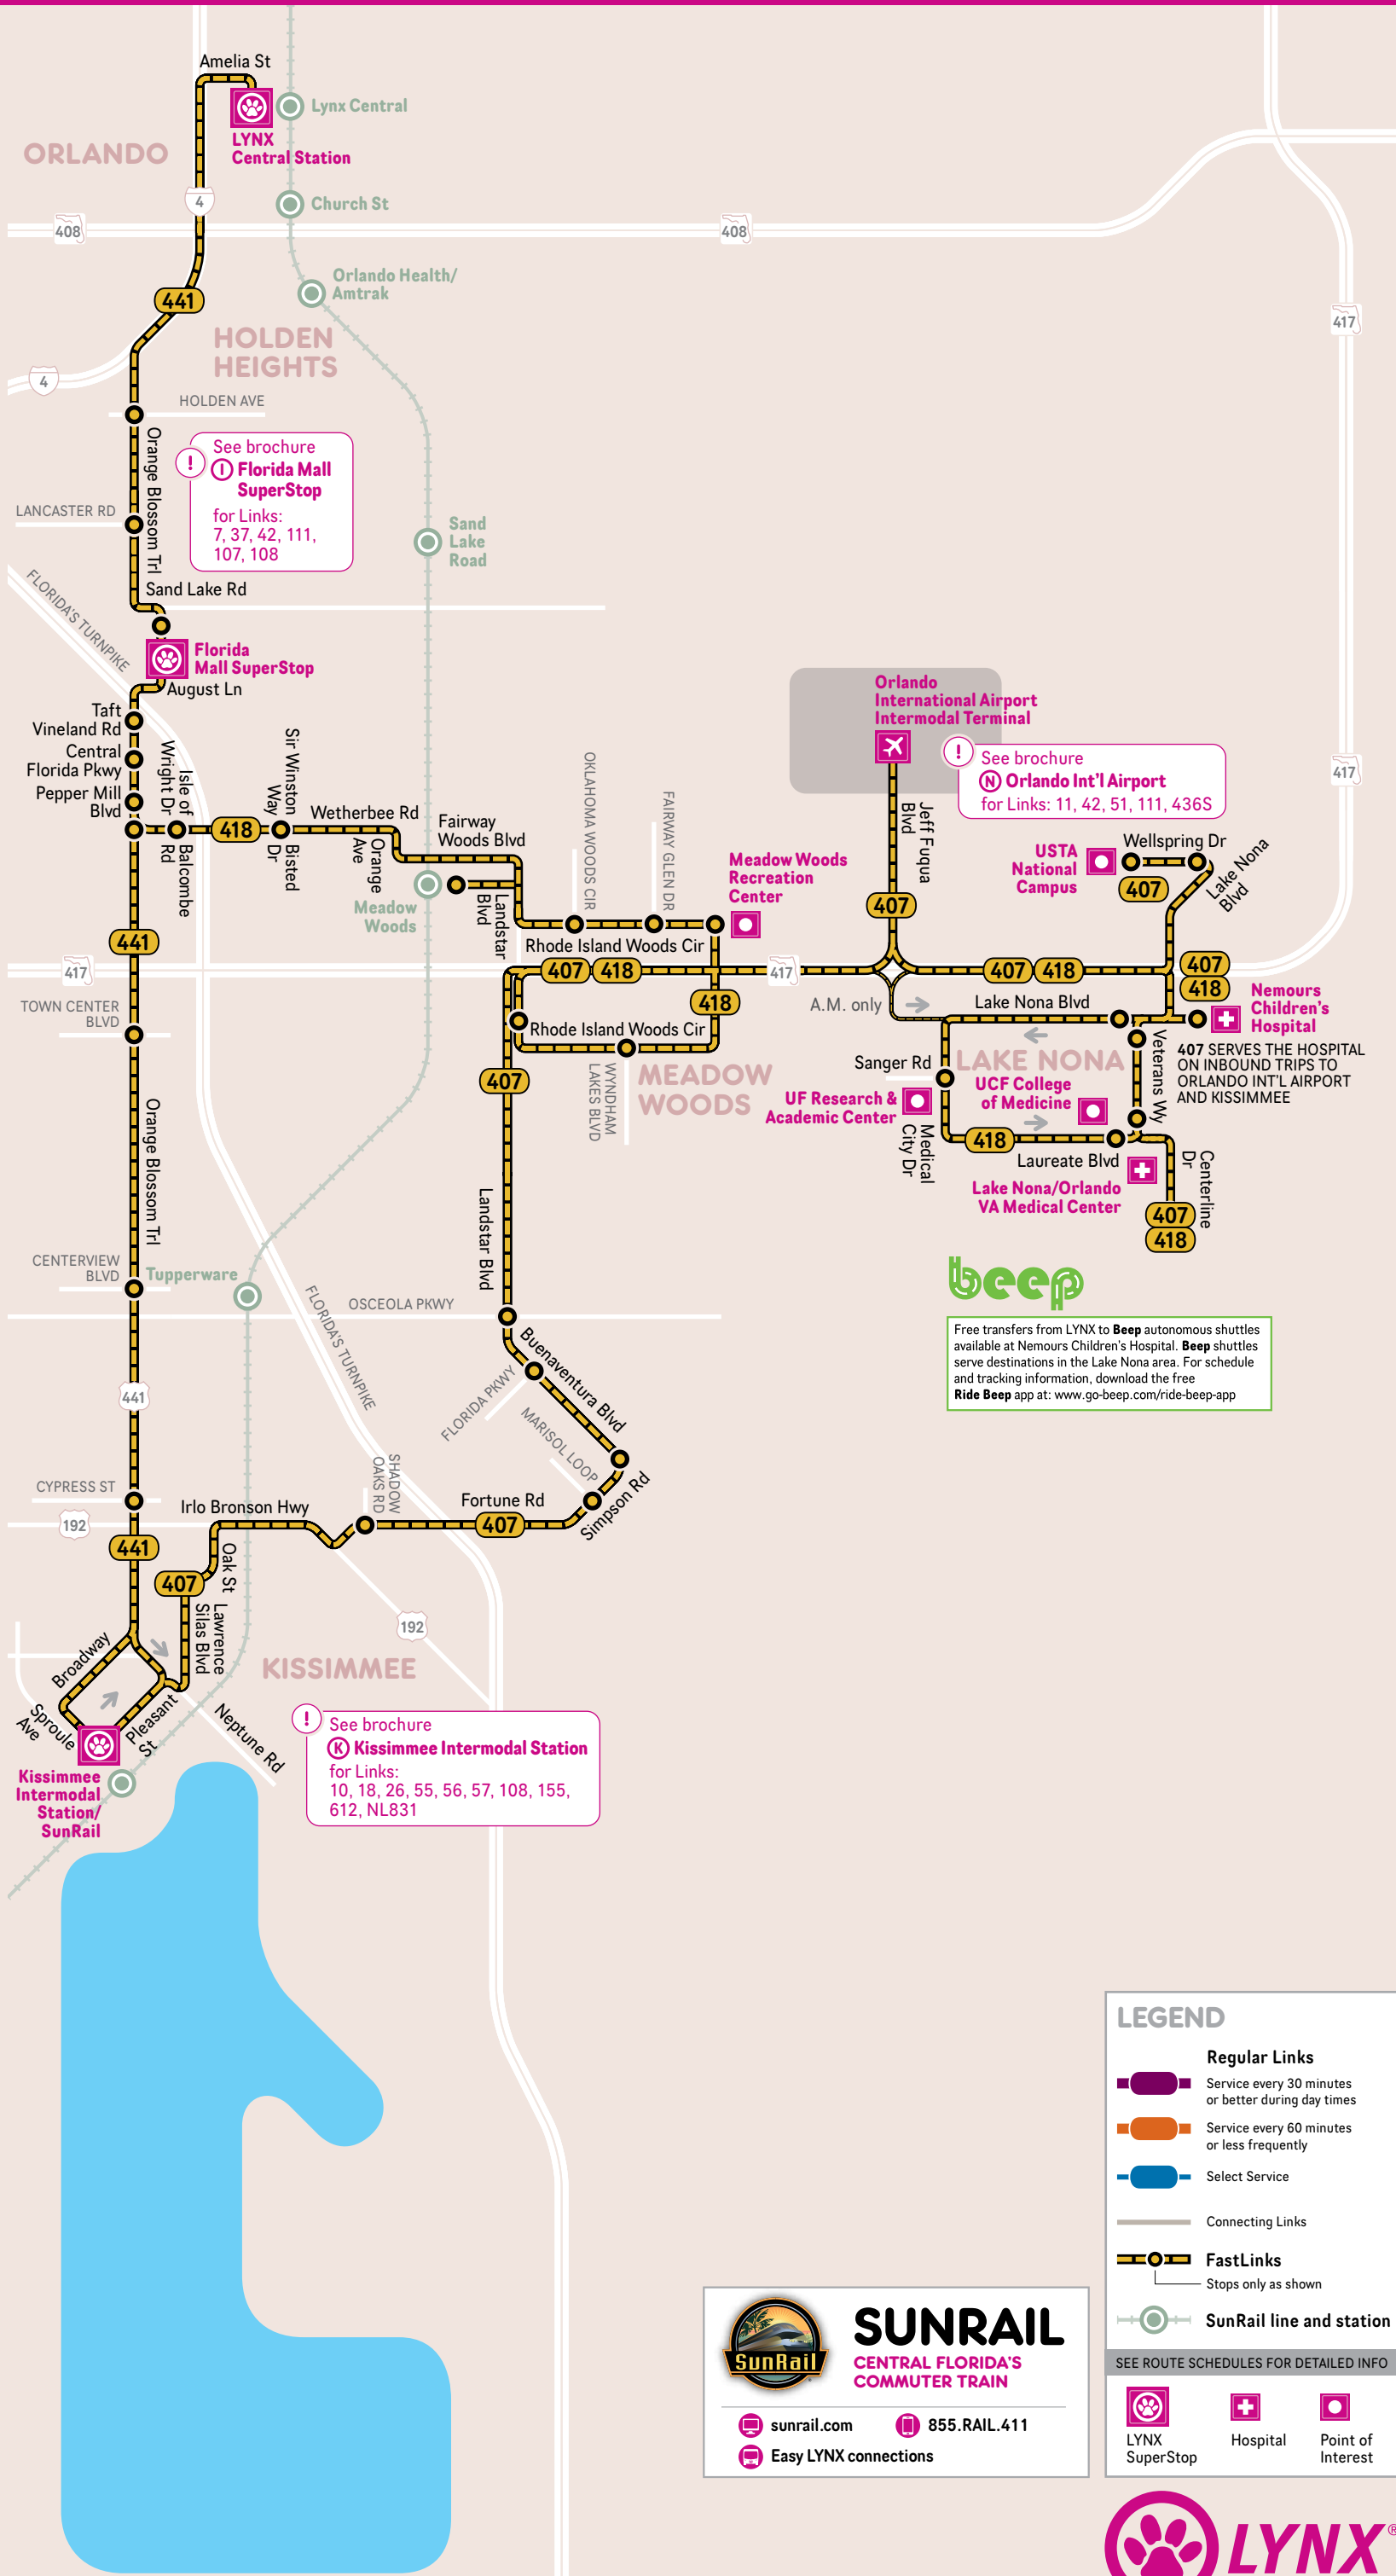 Amelia St
Lynx Central
LYNX
Central Station
ORLANDO
4
Church St
408
408
Orlando Health/
Amtrak
441
HOLDEN
HEIGHTS
417
4
HOLDEN AVE
Orange Blossom Trl
See brochure
! I Florida Mall
SuperStop
for Links:
7, 37, 42, 111,
107, 108
LANCASTER RD
Sand
Lake
Road
FLORIDA'S TURNPIKE
Sand Lake Rd
Florida
Mall SuperStop
August Ln
Taft
Vineland Rd
Central
Florida Pkwy
Pepper Mill
Blvd
Wright Dr
Isle of
Balcombe
Rd
418
Sir Winston
Way
Bisted
Dr
Wetherbee Rd
Orange
Ave
Fairway
Woods Blvd
Landstar
Blvd
Meadow
Woods
OKLAHOMA WOODS CIR
FAIRWAY GLEN DR
Meadow Woods
Recreation
Center
Rhode Island Woods Cir
Orlando
International Airport
Intermodal Terminal
See brochure
! N Orlando Int'l Airport
for Links: 11, 42, 51, 111, 436S
417
Jeff Fuqua
Blvd
407
USTA
National
Campus
Wellspring Dr
407
Lake Nona
Blvd
441
417
407
418
417
407
418
407
418
Nemours
Children's
Hospital
407 SERVES THE HOSPITAL
ON INBOUND TRIPS TO
ORLANDO INT'L AIRPORT
AND KISSIMMEE
A.M. only
Lake Nona Blvd
418
TOWN CENTER
BLVD
Rhode Island Woods Cir
407
WYNDHAM
LAKES BLVD
MEADOW
WOODS
Sanger Rd
LAKE NONA
Veterans Wy
UCF College
of Medicine
UF Research &
Academic Center
Medical
City Dr
418
Laureate Blvd
Lake Nona/Orlando
VA Medical Center
Centerline
Dr
407
418
Orange Blossom Trl
Landstar Blvd
CENTERVIEW
BLVD
Tupperware
OSCEOLA PKWY
FLORIDA'S TURNPIKE
Buenaventura Blvd
FLORIDA PKWY
MARISOL LOOP
beep
Free transfers from LYNX to Beep autonomous shuttles
available at Nemours Children's Hospital. Beep shuttles
serve destinations in the Lake Nona area. For schedule
and tracking information, download the free
Ride Beep app at: www.go-beep.com/ride-beep-app
441
CYPRESS ST
192
Irlo Bronson Hwy
SHADOW
OAKS RD
Fortune Rd
407
Simpson Rd
441
Oak St
407
Lawrence
Silas Blvd
192
Broadway
KISSIMMEE
Sproule
Ave
Pleasant
St
Neptune Rd
Kissimmee
Intermodal
Station/
SunRail
See brochure
! K Kissimmee Intermodal Station
for Links:
10, 18, 26, 55, 56, 57, 108, 155,
612, NL831
LEGEND
Regular Links
Service every 30 minutes
or better during day times
Service every 60 minutes
or less frequently
Select Service
Connecting Links
FastLinks
Stops only as shown
SunRail line and station
SEE ROUTE SCHEDULES FOR DETAILED INFO
LYNX
SuperStop
Hospital
Point of
Interest
SunRail
SUNRAIL
CENTRAL FLORIDA'S
COMMUTER TRAIN
sunrail.com
855.RAIL.411
Easy LYNX connections
LYNX®